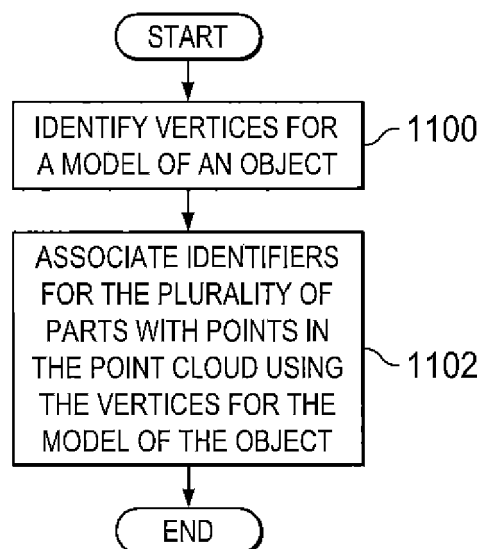 START
IDENTIFY VERTICES FOR
A MODEL OF AN OBJECT
1100
ASSOCIATE IDENTIFIERS
FOR THE PLURALITY OF
PARTS WITH POINTS IN
THE POINT CLOUD USING
THE VERTICES FOR THE
MODEL OF THE OBJECT
1102
END